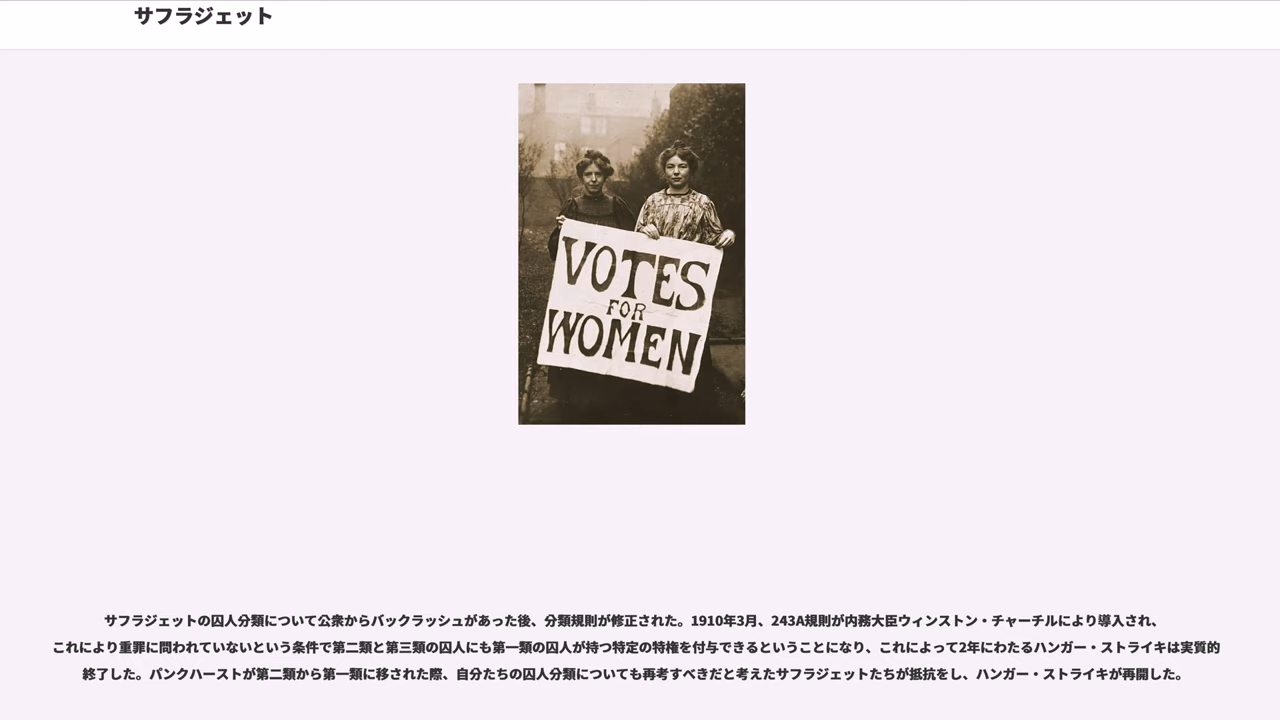 サフラジェット
VOTES
FOR
WOMEN
サフラジェットの囚人分類について公衆からバックラッシュがあった後、分類規則が修正された。1910年3月、243A規則が内務大臣ウィンストン・チャーチルにより導入され、
これにより重罪に問われていないという条件で第二類と第三類の囚人にも第一類の囚人が持つ特定の特権を付与できるということになり、これによって2年にわたるハンガー・ストライキは実質的
終了した。パンクハーストが第二類から第一類に移された際、自分たちの囚人分類についても再考すべきだと考えたサフラジェットたちが抵抗をし、ハンガー・ストライキが再開した。